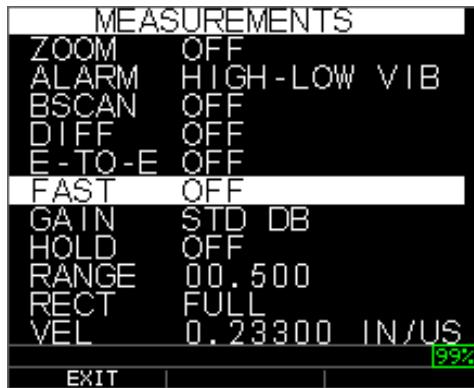 MEASUREMENTS
ZOOM OFF
ALARM HIGH-LOW VIB
BSCAN OFF
DIFF OFF
E-TO-E OFF
FAST OFF
GAIN STD DB
HOLD OFF
RANGE 00.500
RECT FULL
VEL 0.23300 IN/US
99%
EXIT